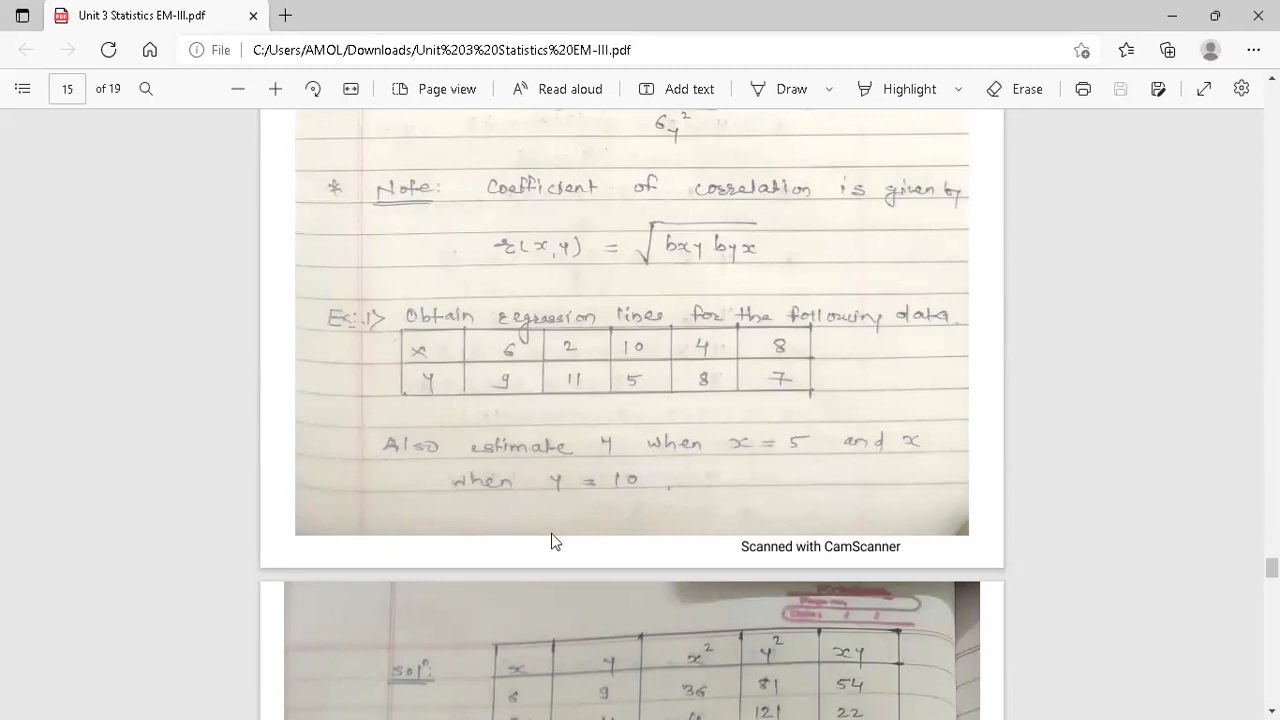 Unit 3 Statistics EM-III.pdf
File C:/Users/AMOL/Downloads/Unit%203%20Statistics%20EM-III.pdf
15 of 19 Page view Read aloud Add text Draw Highlight Erase
6y²
* Note: Coefficient of correlation is given by
r(x,y) = √bxy byx
Ex:.1> Obtain regression lines for the following data.
x 6 2 10 4 8
y 9 11 5 8 7
Also estimate y when x = 5 and x
when y = 10.
Scanned with CamScanner
solⁿ: x y x² y² xy
6 9 36 81 54
121 22